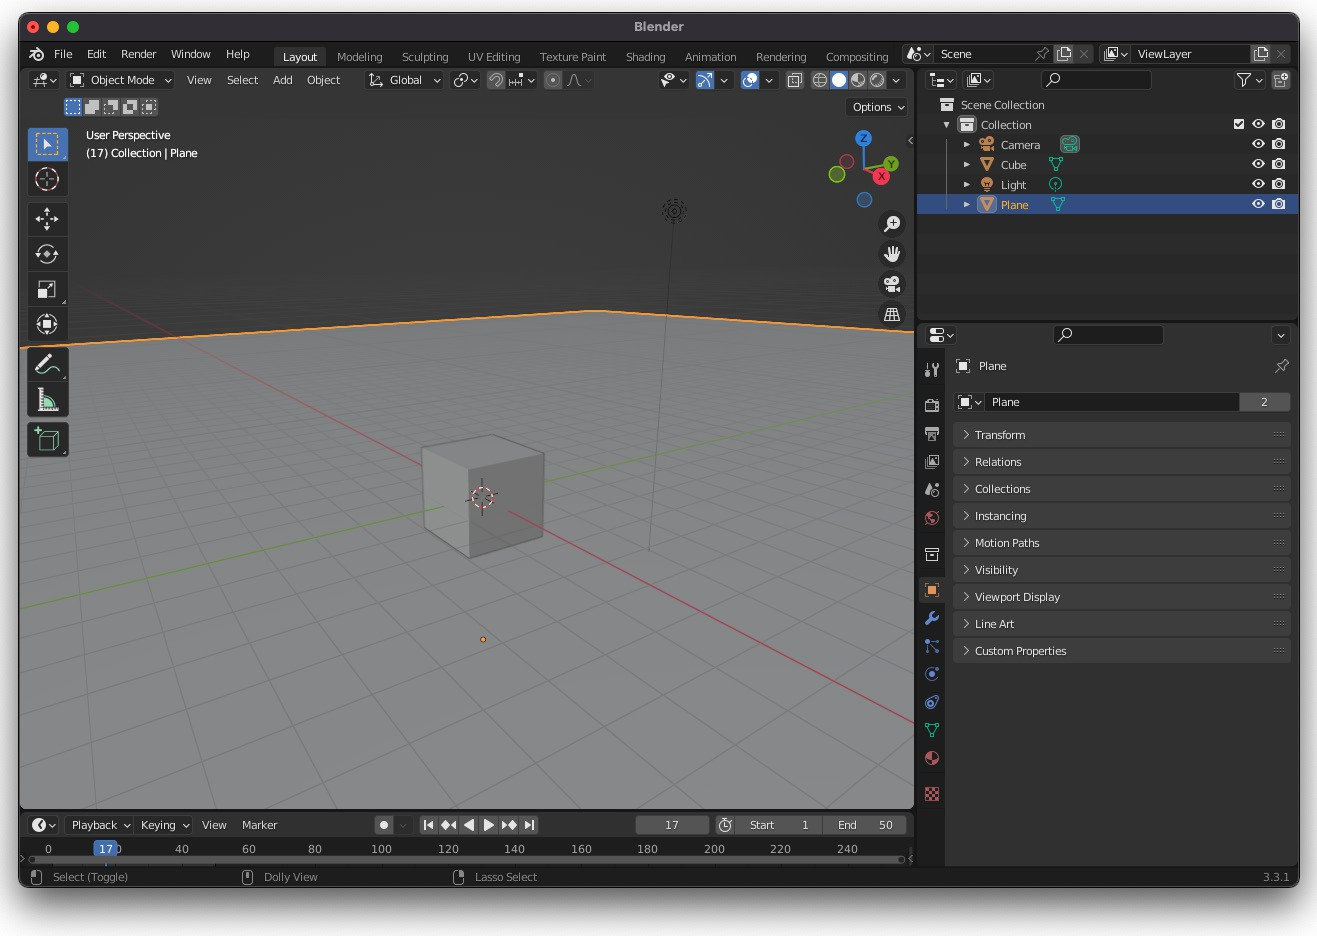 Blender
File Edit Render Window Help Layout Modeling Sculpting UV Editing Texture Paint Shading Animation Rendering Compositing Scene ViewLayer
Object Mode View Select Add Object Global
Options
User Perspective
(17) Collection | Plane
Z
Y
X
Scene Collection
Collection
Camera
Cube
Light
Plane
Plane
Plane 2
Transform
Relations
Collections
Instancing
Motion Paths
Visibility
Viewport Display
Line Art
Custom Properties
Playback Keying View Marker 17 Start 1 End 50
0 17 40 60 80 100 120 140 160 180 200 220 240
Select (Toggle) Dolly View Lasso Select 3.3.1